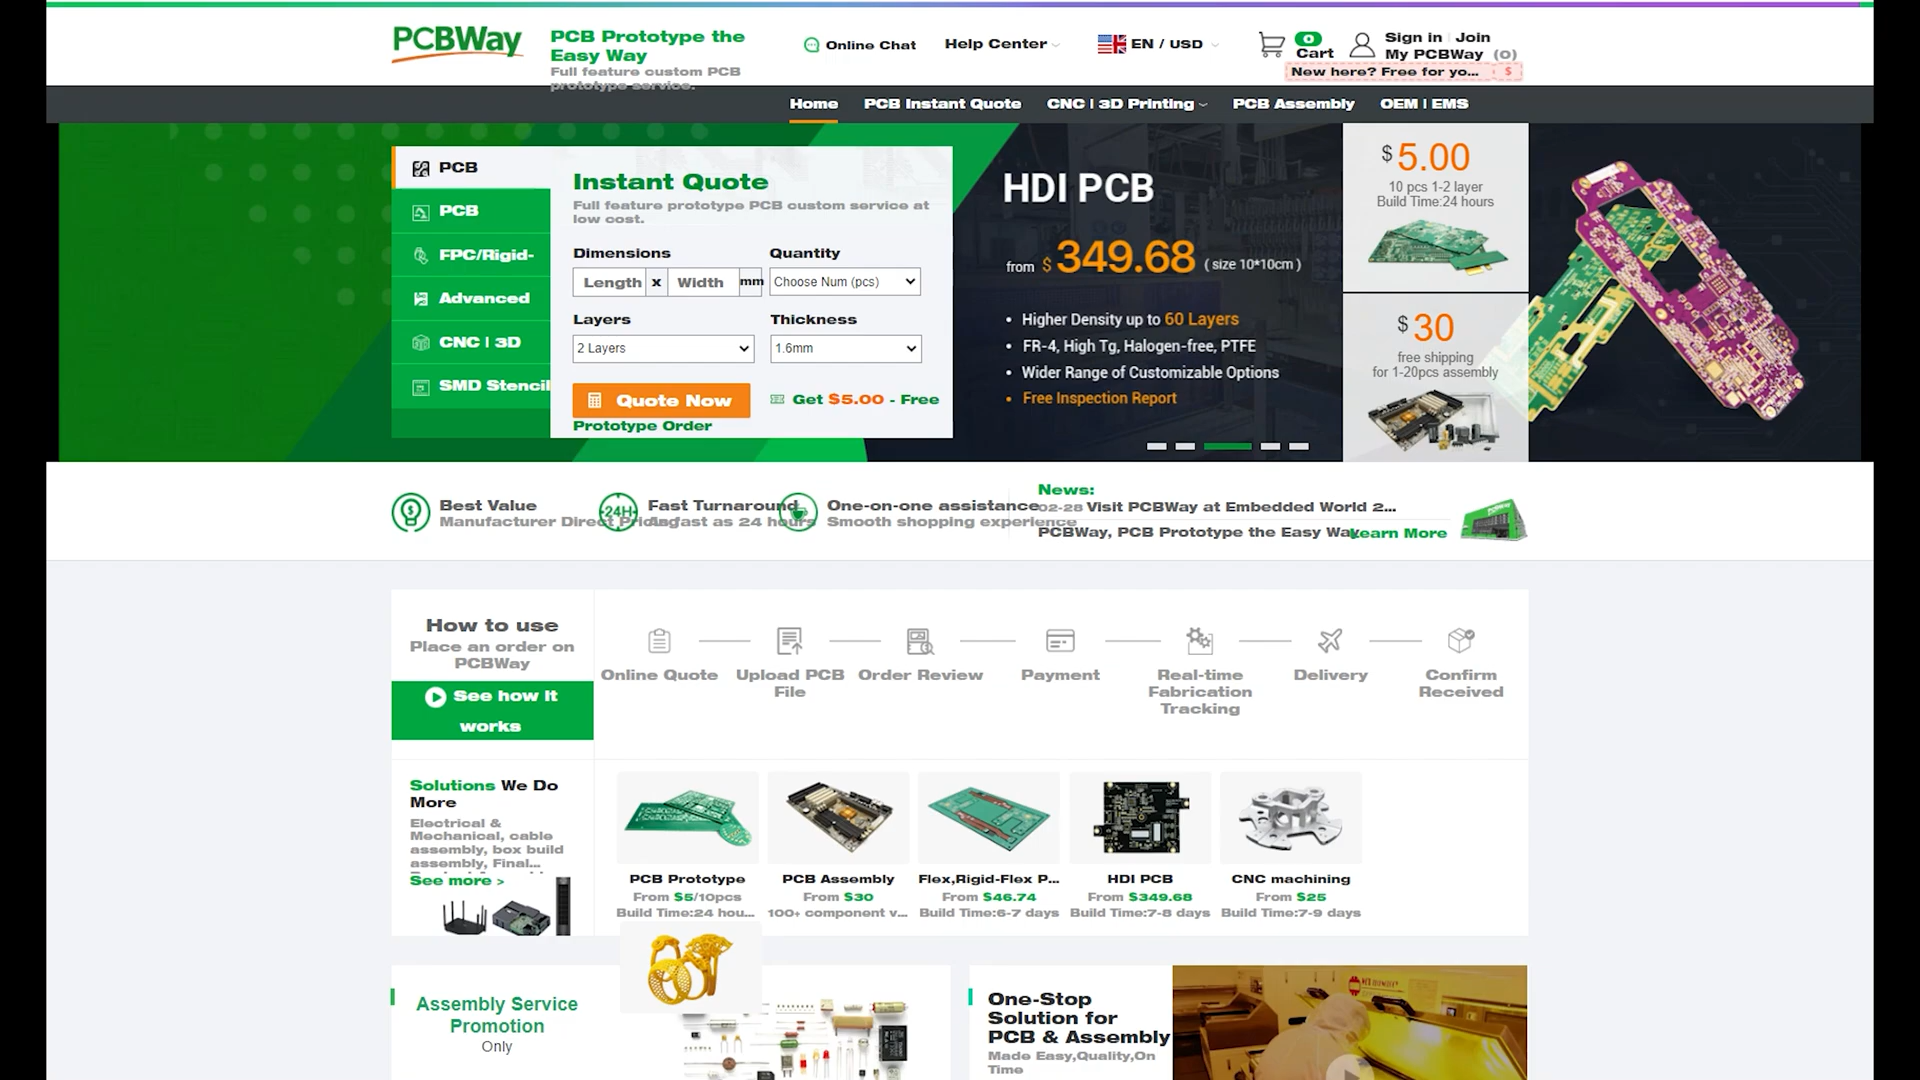 PCBWay
PCB Prototype the
Easy Way
Full feature custom PCB
prototype service.
Online Chat
Help Center
EN / USD
0
Cart
Sign in
Join
My PCBWay (0)
New here? Free for yo... $
Home
PCB Instant Quote
CNC | 3D Printing
PCB Assembly
OEM | EMS
PCB
PCB
FPC/Rigid-
Advanced
CNC | 3D
SMD Stencil
Instant Quote
Full feature prototype PCB custom service at
low cost.
Dimensions
Quantity
Length x Width mm
Choose Num (pcs)
Layers
Thickness
2 Layers
1.6mm
Quote Now
Get $5.00 - Free
Prototype Order
HDI PCB
from $ 349.68 ( size 10*10cm )
• Higher Density up to 60 Layers
• FR-4, High Tg, Halogen-free, PTFE
• Wider Range of Customizable Options
• Free Inspection Report
$ 5.00
10 pcs 1-2 layer
Build Time:24 hours
$ 30
free shipping
for 1-20pcs assembly
Best Value
Manufacturer Direct Pricing
24H
Fast Turnaround
As fast as 24 hours
One-on-one assistance
Smooth shopping experience
News:
02-28 Visit PCBWay at Embedded World 2...
PCBWay, PCB Prototype the Easy Way
Learn More
How to use
Place an order on
PCBWay
See how it
works
Online Quote
Upload PCB
File
Order Review
Payment
Real-time
Fabrication
Tracking
Delivery
Confirm
Received
Solutions We Do
More
Electrical &
Mechanical, cable
assembly, box build
assembly, Final...
See more >
PCB Prototype
From $5/10pcs
Build Time:24 hou...
PCB Assembly
From $30
100+ component v...
Flex,Rigid-Flex P...
From $46.74
Build Time:6-7 days
HDI PCB
From $349.68
Build Time:7-8 days
CNC machining
From $25
Build Time:7-9 days
Assembly Service
Promotion
Only
One-Stop
Solution for
PCB & Assembly
Made Easy,Quality,On
Time